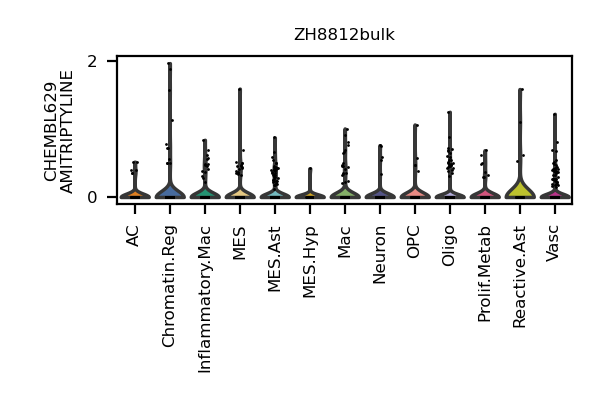 ZH8812bulk
CHEMBL629
AMITRIPTYLINE
2
0
AC
Chromatin.Reg
Inflammatory.Mac
MES
MES.Ast
MES.Hyp
Mac
Neuron
OPC
Oligo
Prolif.Metab
Reactive.Ast
Vasc